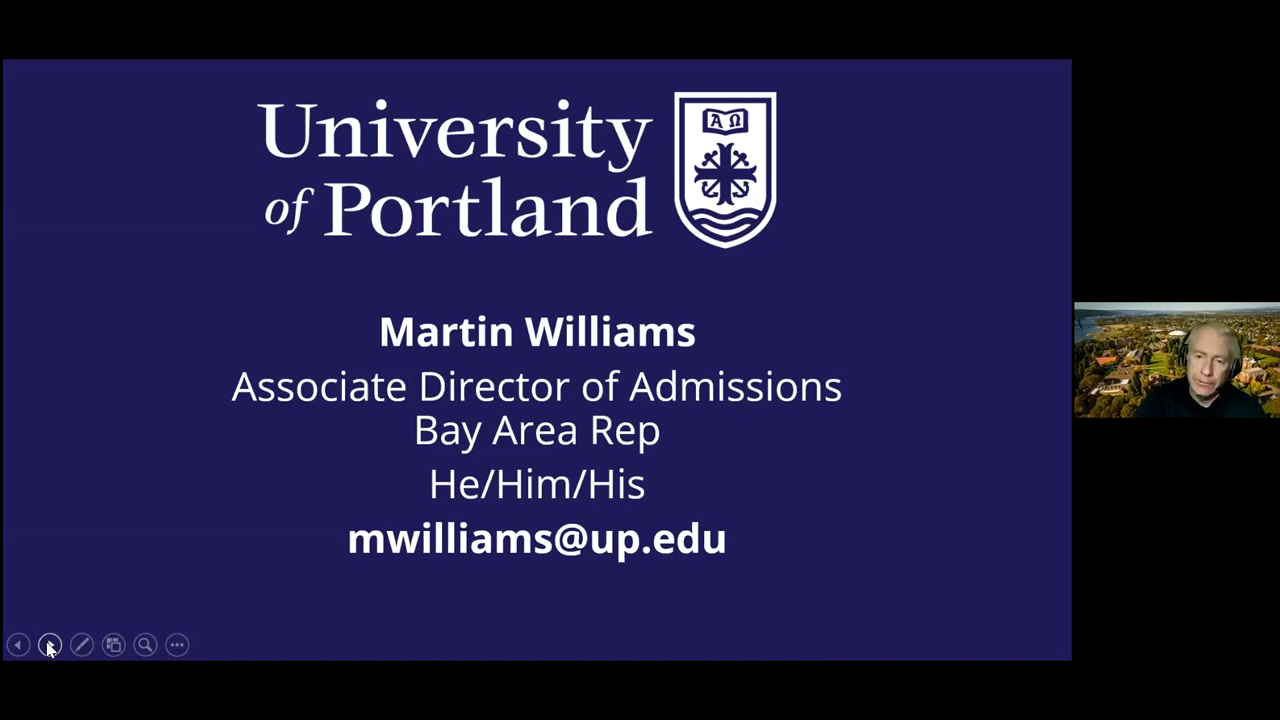 University
of Portland
Α Ω
Martin Williams
Associate Director of Admissions
Bay Area Rep
He/Him/His
mwilliams@up.edu